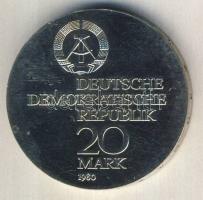 DEUTSCHE
DEMOKRATISCHE
REPUBLIK
20
MARK
1980